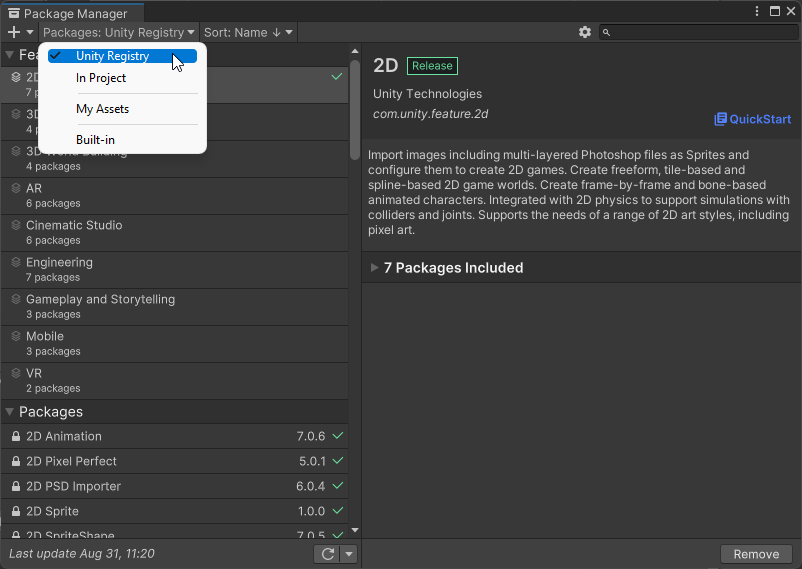 Package Manager
Packages: Unity Registry
Sort: Name ↓
Unity Registry
In Project
My Assets
Built-in
2D
7
3D
4
3D World Building
4 packages
AR
6 packages
Cinematic Studio
6 packages
Engineering
7 packages
Gameplay and Storytelling
3 packages
Mobile
3 packages
VR
2 packages
Packages
2D Animation 7.0.6
2D Pixel Perfect 5.0.1
2D PSD Importer 6.0.4
2D Sprite 1.0.0
2D SpriteShape 7.0.5
Last update Aug 31, 11:20
2D Release
Unity Technologies
com.unity.feature.2d
QuickStart
Import images including multi-layered Photoshop files as Sprites and
configure them to create 2D games. Create freeform, tile-based and
spline-based 2D game worlds. Create frame-by-frame and bone-based
animated characters. Integrated with 2D physics to support simulations with
colliders and joints. Supports the needs of a range of 2D art styles, including
pixel art.
7 Packages Included
Remove